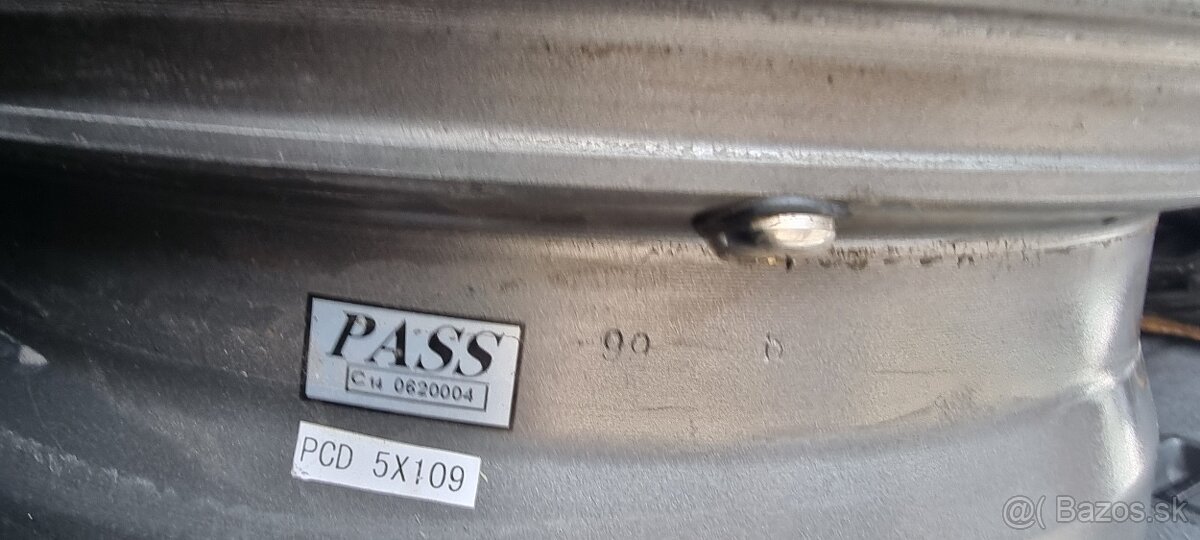 PASS
C14 0620004
PCD 5X109
90 b
@( Bazos.sk